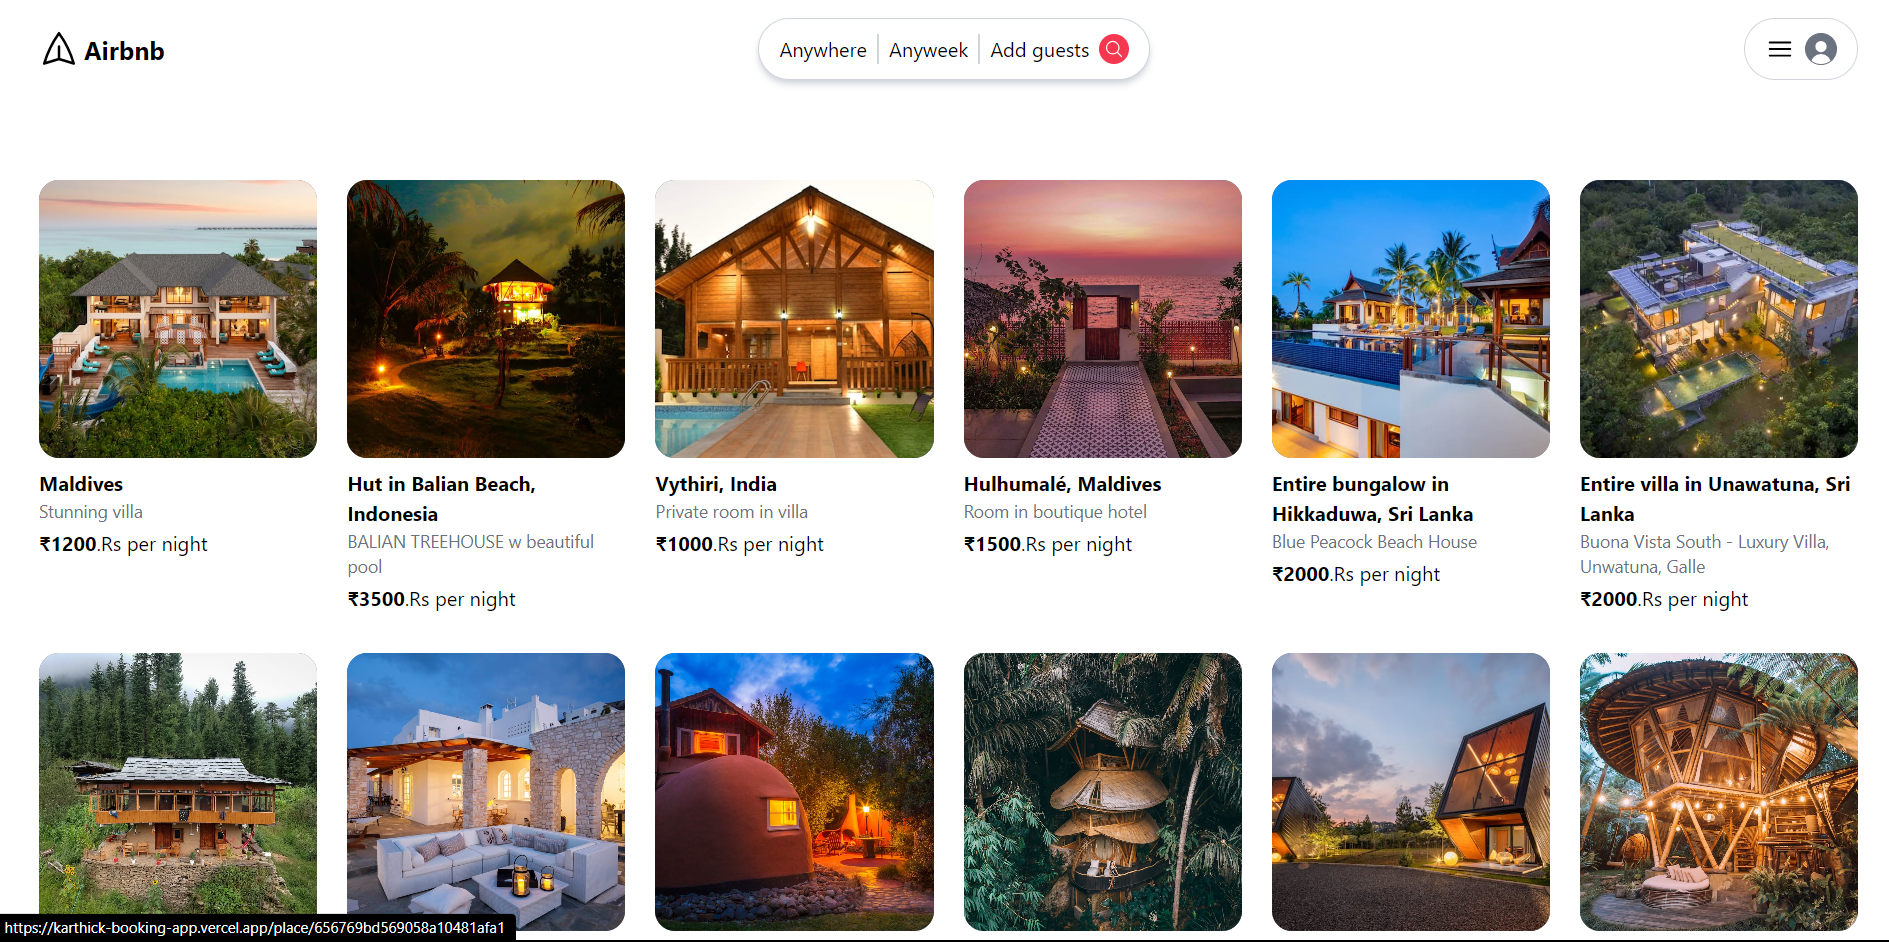 Airbnb
Anywhere
Anyweek
Add guests
Maldives
Stunning villa
₹1200.Rs per night
Hut in Balian Beach,
Indonesia
BALIAN TREEHOUSE w beautiful
pool
₹3500.Rs per night
Vythiri, India
Private room in villa
₹1000.Rs per night
Hulhumalé, Maldives
Room in boutique hotel
₹1500.Rs per night
Entire bungalow in
Hikkaduwa, Sri Lanka
Blue Peacock Beach House
₹2000.Rs per night
Entire villa in Unawatuna, Sri
Lanka
Buona Vista South - Luxury Villa,
Unwatuna, Galle
₹2000.Rs per night
https://karthick-booking-app.vercel.app/place/656769bd569058a10481afa1